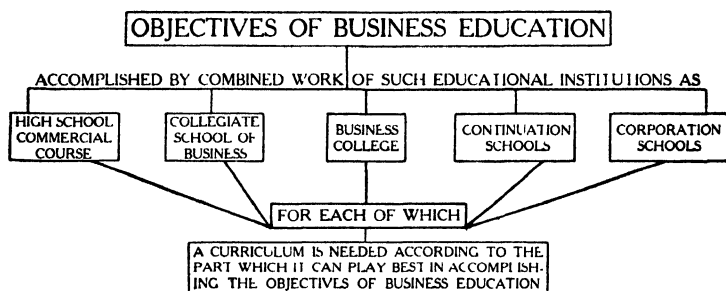 OBJECTIVES OF BUSINESS EDUCATION
ACCOMPLISHED BY COMBINED WORK OF SUCH EDUCATIONAL INSTITUTIONS AS
HIGH SCHOOL
COMMERCIAL
COURSE
COLLEGIATE
SCHOOL OF
BUSINESS
BUSINESS
COLLEGE
CONTINUATION
SCHOOLS
CORPORATION
SCHOOLS
FOR EACH OF WHICH
A CURRICULUM IS NEEDED ACCORDING TO THE
PART WHICH IT CAN PLAY BEST IN ACCOMPLISH-
ING THE OBJECTIVES OF BUSINESS EDUCATION